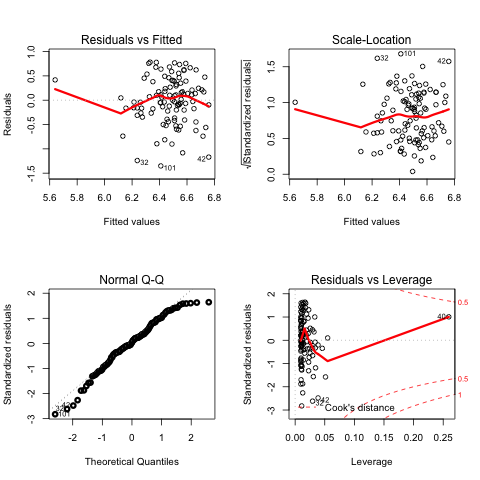 Residuals vs Fitted
Residuals
1.0
0.5
0.0
-0.5
-1.5
32
101
42
5.6 5.8 6.0 6.2 6.4 6.6 6.8
Fitted values
Scale-Location
√|Standardized residuals|
1.5
1.0
0.5
0.0
32
101
42
5.6 5.8 6.0 6.2 6.4 6.6 6.8
Fitted values
Normal Q-Q
Standardized residuals
2
1
0
-1
-2
-3
101
-2 -1 0 1 2
Theoretical Quantiles
Residuals vs Leverage
Standardized residuals
2
1
0
-1
-2
-3
40
0.5
0.5
1
32
42
101
Cook's distance
0.00 0.05 0.10 0.15 0.20 0.25
Leverage